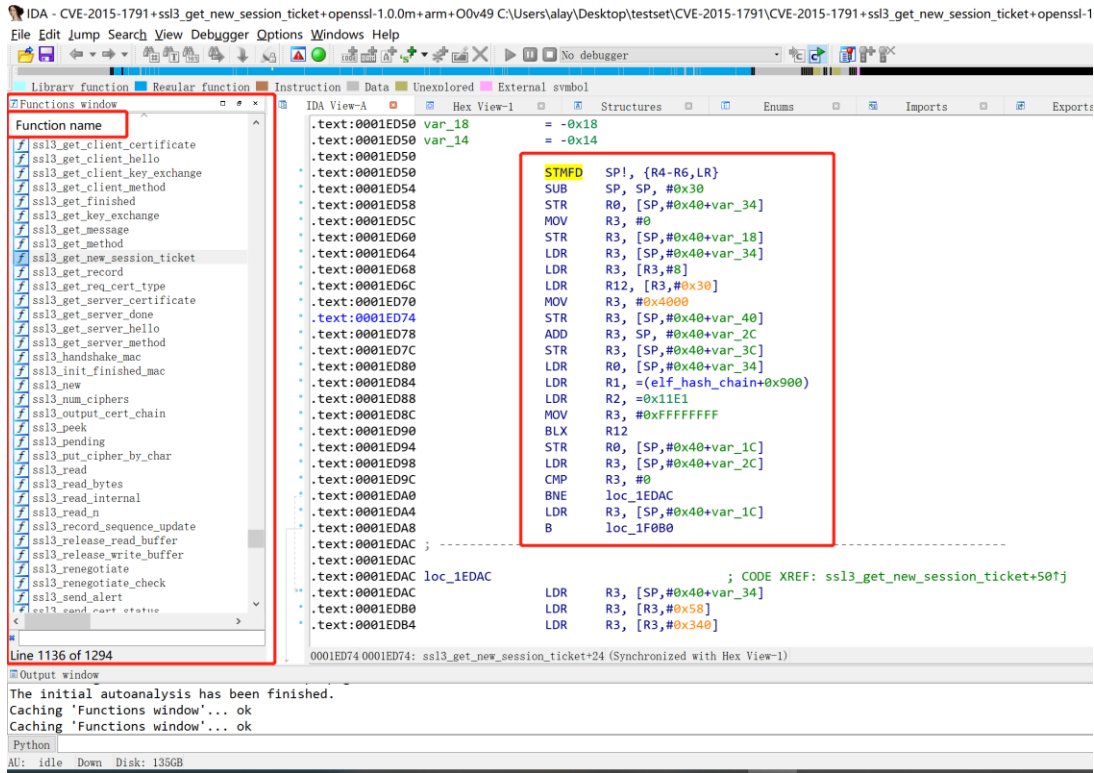 IDA - CVE-2015-1791+ssl3_get_new_session_ticket+openssl-1.0.0m+arm+O0v49 C:\Users\alay\Desktop\testset\CVE-2015-1791\CVE-2015-1791+ssl3_get_new_session_ticket+openssl-1
File Edit Jump Search View Debugger Options Windows Help
No debugger
Library function Regular function Instruction Data Unexplored External symbol
Functions window
IDA View-A Hex View-1 Structures Enums Imports Exports
Function name
ssl3_get_client_certificate
ssl3_get_client_hello
ssl3_get_client_key_exchange
ssl3_get_client_method
ssl3_get_finished
ssl3_get_key_exchange
ssl3_get_message
ssl3_get_method
ssl3_get_new_session_ticket
ssl3_get_record
ssl3_get_req_cert_type
ssl3_get_server_certificate
ssl3_get_server_done
ssl3_get_server_hello
ssl3_get_server_method
ssl3_handshake_mac
ssl3_init_finished_mac
ssl3_new
ssl3_num_ciphers
ssl3_output_cert_chain
ssl3_peek
ssl3_pending
ssl3_put_cipher_by_char
ssl3_read
ssl3_read_bytes
ssl3_read_internal
ssl3_read_n
ssl3_record_sequence_update
ssl3_release_read_buffer
ssl3_release_write_buffer
ssl3_renegotiate
ssl3_renegotiate_check
ssl3_send_alert
ssl3_send_cert_status
Line 1136 of 1294
.text:0001ED50 var_18 = -0x18
.text:0001ED50 var_14 = -0x14
.text:0001ED50
.text:0001ED50 STMFD SP!, {R4-R6,LR}
.text:0001ED54 SUB SP, SP, #0x30
.text:0001ED58 STR R0, [SP,#0x40+var_34]
.text:0001ED5C MOV R3, #0
.text:0001ED60 STR R3, [SP,#0x40+var_18]
.text:0001ED64 LDR R3, [SP,#0x40+var_34]
.text:0001ED68 LDR R3, [R3,#8]
.text:0001ED6C LDR R12, [R3,#0x30]
.text:0001ED70 MOV R3, #0x4000
.text:0001ED74 STR R3, [SP,#0x40+var_40]
.text:0001ED78 ADD R3, SP, #0x40+var_2C
.text:0001ED7C STR R3, [SP,#0x40+var_3C]
.text:0001ED80 LDR R0, [SP,#0x40+var_34]
.text:0001ED84 LDR R1, =(elf_hash_chain+0x900)
.text:0001ED88 LDR R2, =0x11E1
.text:0001ED8C MOV R3, #0xFFFFFFFF
.text:0001ED90 BLX R12
.text:0001ED94 STR R0, [SP,#0x40+var_1C]
.text:0001ED98 LDR R3, [SP,#0x40+var_2C]
.text:0001ED9C CMP R3, #0
.text:0001EDA0 BNE loc_1EDAC
.text:0001EDA4 LDR R3, [SP,#0x40+var_1C]
.text:0001EDA8 B loc_1F0B0
.text:0001EDAC ; ---------------------------------------------------------------------------
.text:0001EDAC
.text:0001EDAC loc_1EDAC ; CODE XREF: ssl3_get_new_session_ticket+50↑j
.text:0001EDAC LDR R3, [SP,#0x40+var_34]
.text:0001EDB0 LDR R3, [R3,#0x58]
.text:0001EDB4 LDR R3, [R3,#0x340]
0001ED74 0001ED74: ssl3_get_new_session_ticket+24 (Synchronized with Hex View-1)
Output window
The initial autoanalysis has been finished.
Caching 'Functions window'... ok
Caching 'Functions window'... ok
Python
AU: idle Down Disk: 135GB